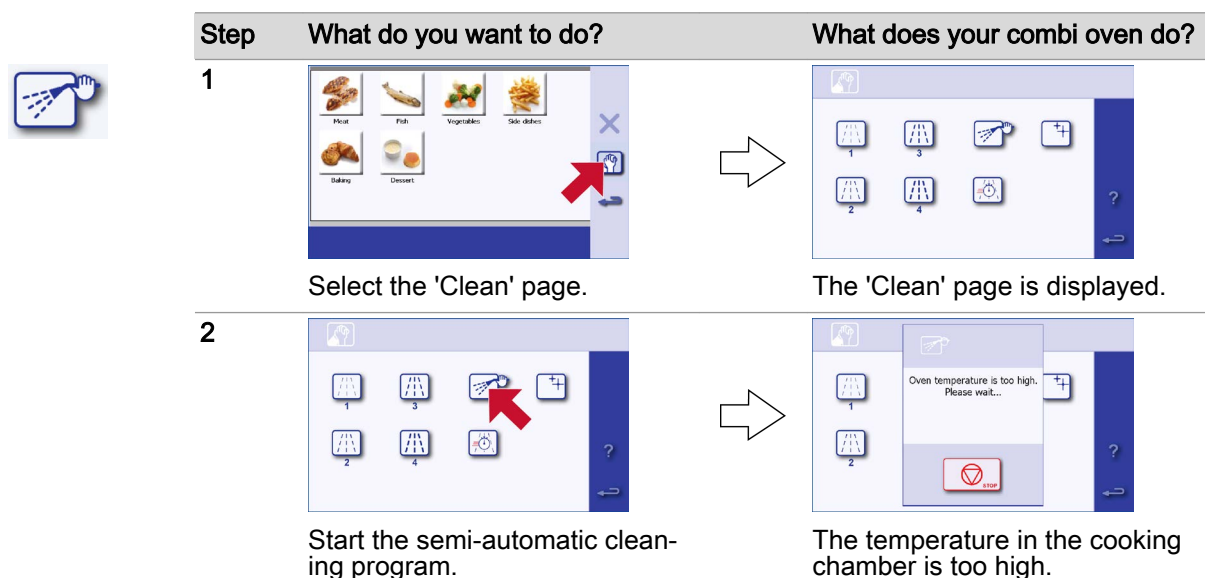 Step What do you want to do? What does your combi oven do?
1
Meat Fish Vegetables Side dishes
Baking Dessert
1 3
2 4
?
Select the 'Clean' page. The 'Clean' page is displayed.
2
1 3
2 4
?
Oven temperature is too high.
Please wait...
1
2
STOP
?
Start the semi-automatic clean-
ing program.
The temperature in the cooking
chamber is too high.